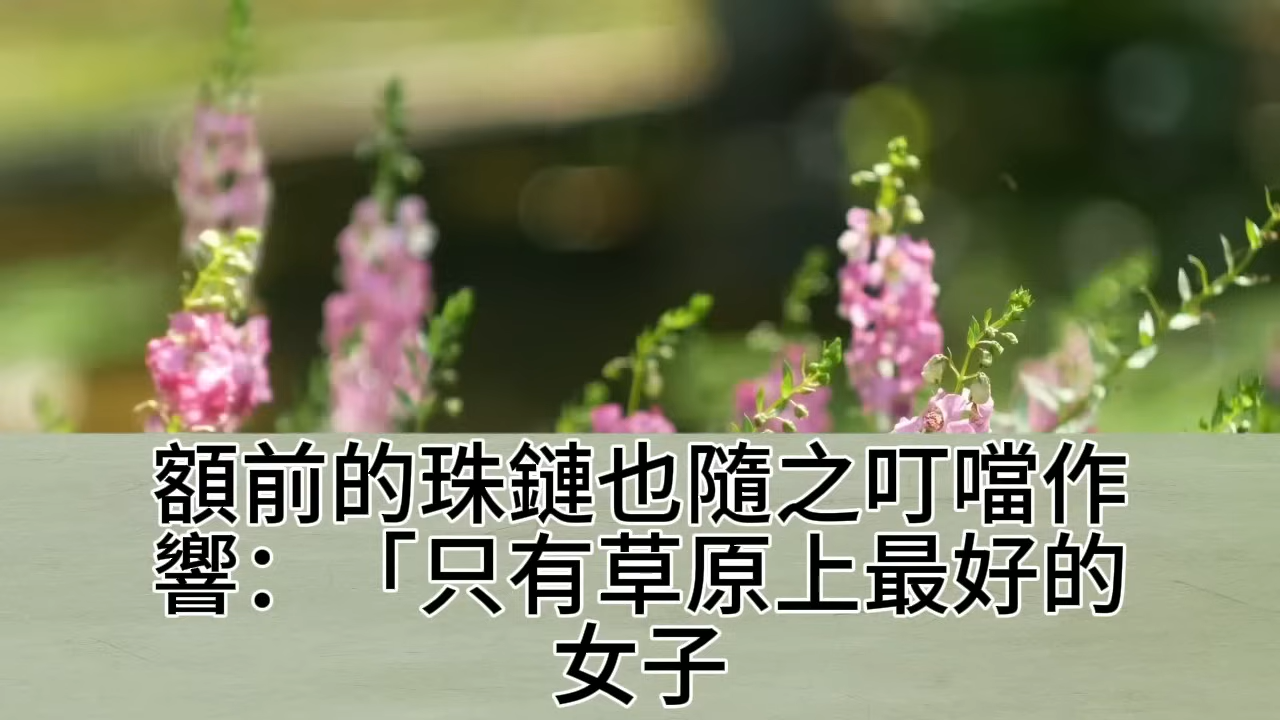 額前的珠鏈也隨之叮噹作
響：「只有草原上最好的
女子